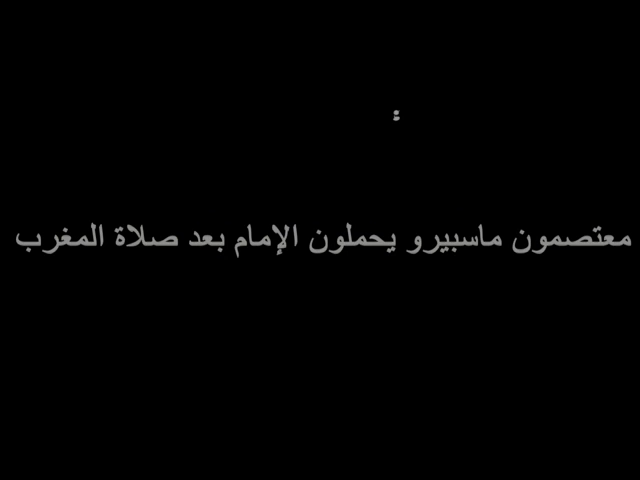 :
معتصمون ماسبيرو يحملون الإمام بعد صلاة المغرب